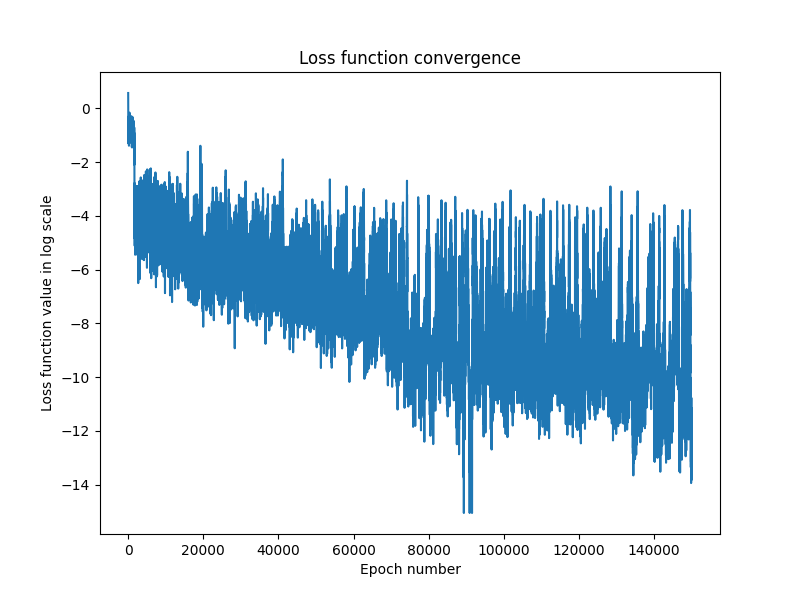 Loss function convergence
Loss function value in log scale
0
−2
−4
−6
−8
−10
−12
−14
0 20000 40000 60000 80000 100000 120000 140000
Epoch number